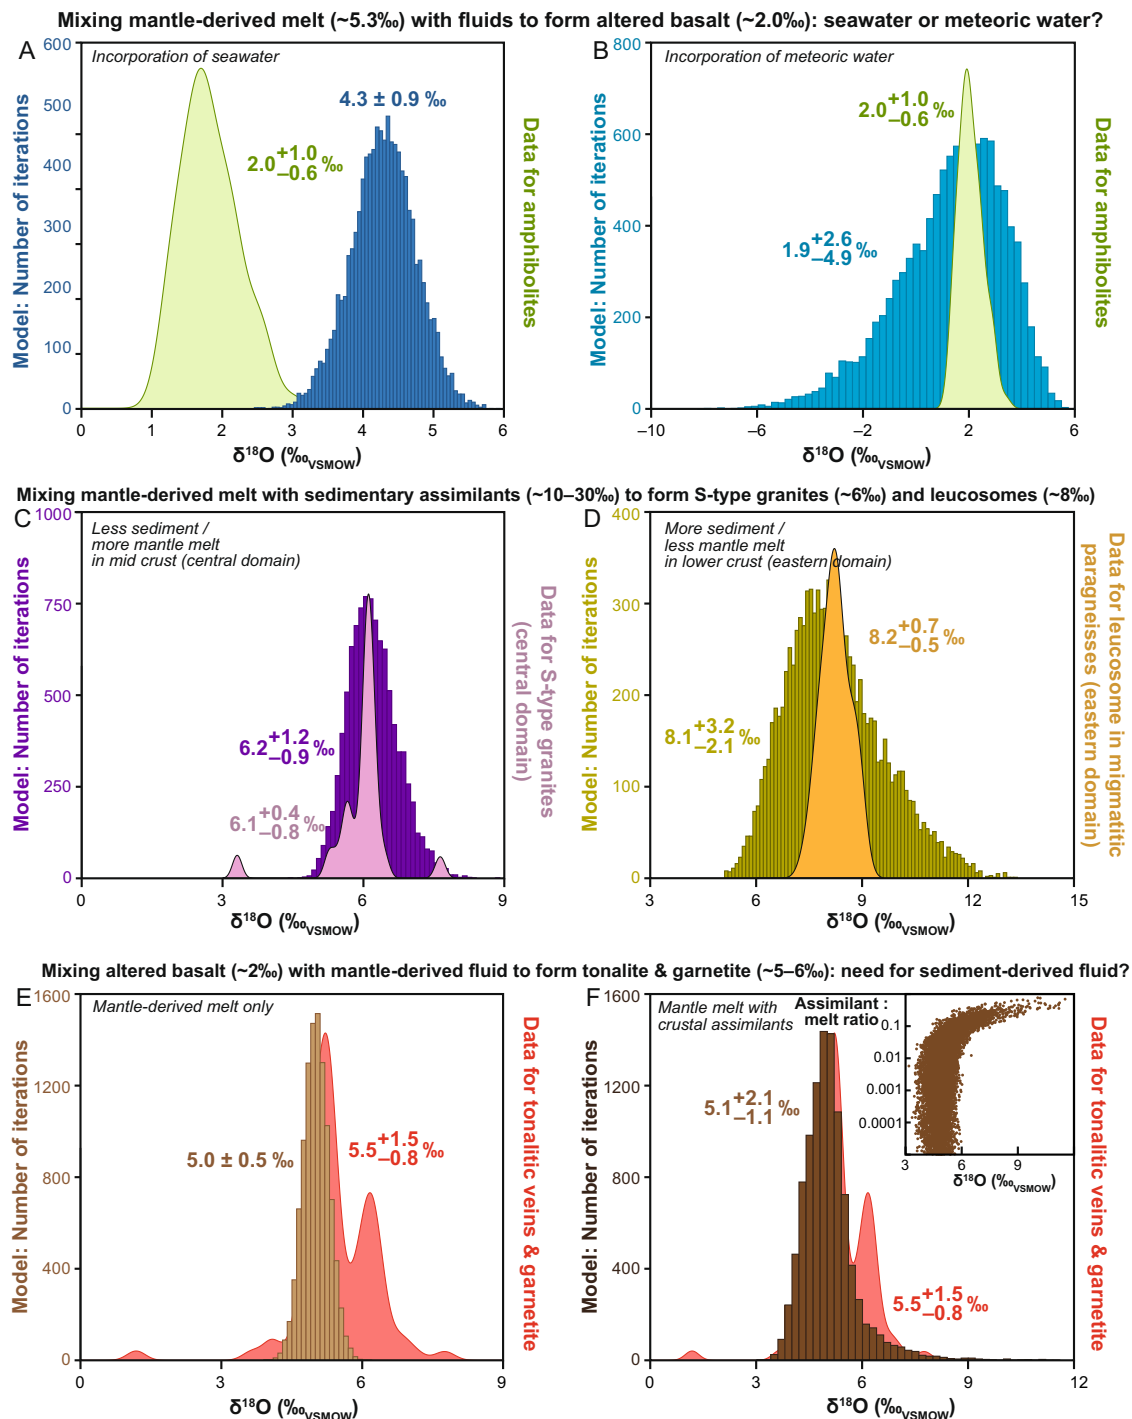 Mixing mantle-derived melt (~5.3‰) with fluids to form altered basalt (~2.0‰): seawater or meteoric water?
A
Incorporation of seawater
600
500
400
300
200
100
0
Model: Number of iterations
4.3 ± 0.9 ‰
2.0 +1.0 –0.6 ‰
Data for amphibolites
0 1 2 3 4 5 6
δ18O (‰VSMOW)
B
Incorporation of meteoric water
800
600
400
200
0
Model: Number of iterations
2.0 +1.0 –0.6 ‰
1.9 +2.6 –4.9 ‰
Data for amphibolites
–10 –6 –2 2 6
δ18O (‰VSMOW)
Mixing mantle-derived melt with sedimentary assimilants (~10–30‰) to form S-type granites (~6‰) and leucosomes (~8‰)
C
Less sediment /
more mantle melt
in mid crust (central domain)
1000
750
500
250
0
Model: Number of iterations
6.2 +1.2 –0.9 ‰
6.1 +0.4 –0.8 ‰
Data for S-type granites
(central domain)
0 3 6 9
δ18O (‰VSMOW)
D
More sediment /
less mantle melt
in lower crust (eastern domain)
400
300
200
100
0
Model: Number of iterations
8.2 +0.7 –0.5 ‰
8.1 +3.2 –2.1 ‰
Data for leucosome in migmatitic
paragneisses (eastern domain)
3 6 9 12 15
δ18O (‰VSMOW)
Mixing altered basalt (~2‰) with mantle-derived fluid to form tonalite & garnetite (~5–6‰): need for sediment-derived fluid?
E
Mantle-derived melt only
1600
1200
800
400
0
Model: Number of iterations
5.0 ± 0.5 ‰
5.5 +1.5 –0.8 ‰
Data for tonalitic veins & garnetite
0 3 6 9
δ18O (‰VSMOW)
F
Mantle melt with
crustal assimilants
Assimilant :
melt ratio
0.1
0.01
0.001
0.0001
3 6 9
δ18O (‰VSMOW)
1600
1200
800
400
0
Model: Number of iterations
5.1 +2.1 –1.1 ‰
5.5 +1.5 –0.8 ‰
Data for tonalitic veins & garnetite
0 3 6 9 12
δ18O (‰VSMOW)